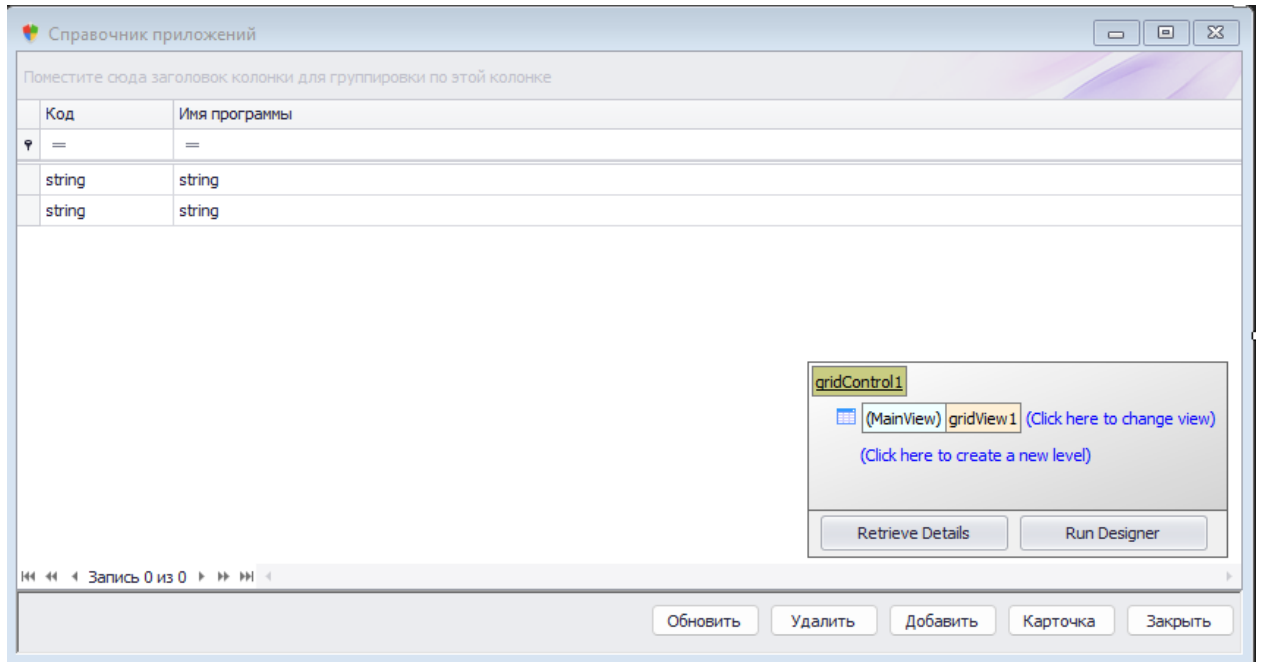 Справочник приложений
Поместите сюда заголовок колонки для группировки по этой колонке
Код Имя программы
= =
string string
string string
gridControl1
(MainView) gridView1 (Click here to change view)
(Click here to create a new level)
Retrieve Details Run Designer
Запись 0 из 0
Обновить Удалить Добавить Карточка Закрыть